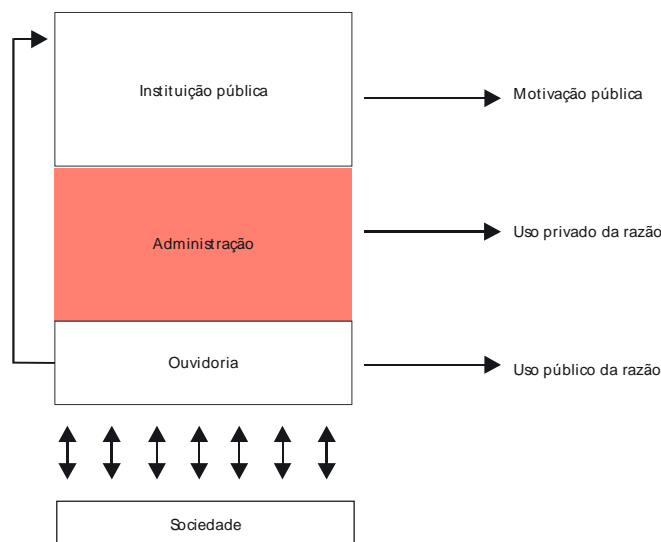 Instituição pública
Motivação pública
Administração
Uso privado da razão
Ouvidoria
Uso público da razão
Sociedade